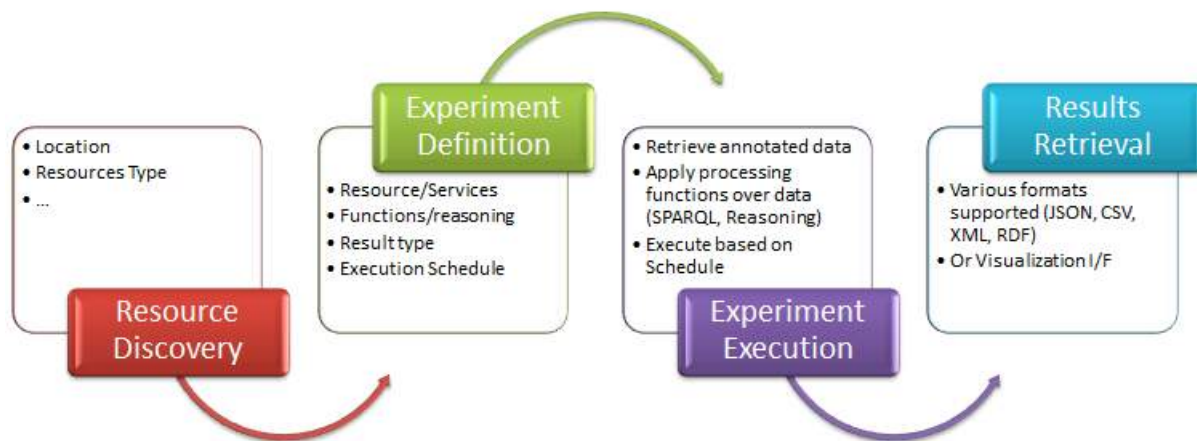 • Location
• Resources Type
• ...
Resource
Discovery
Experiment
Definition
• Resource/Services
• Functions/reasoning
• Result type
• Execution Schedule
• Retrieve annotated data
• Apply processing
functions over data
(SPARQL, Reasoning)
• Execute based on
Schedule
Experiment
Execution
Results
Retrieval
• Various formats
supported (JSON, CSV,
XML, RDF)
• Or Visualization I/F